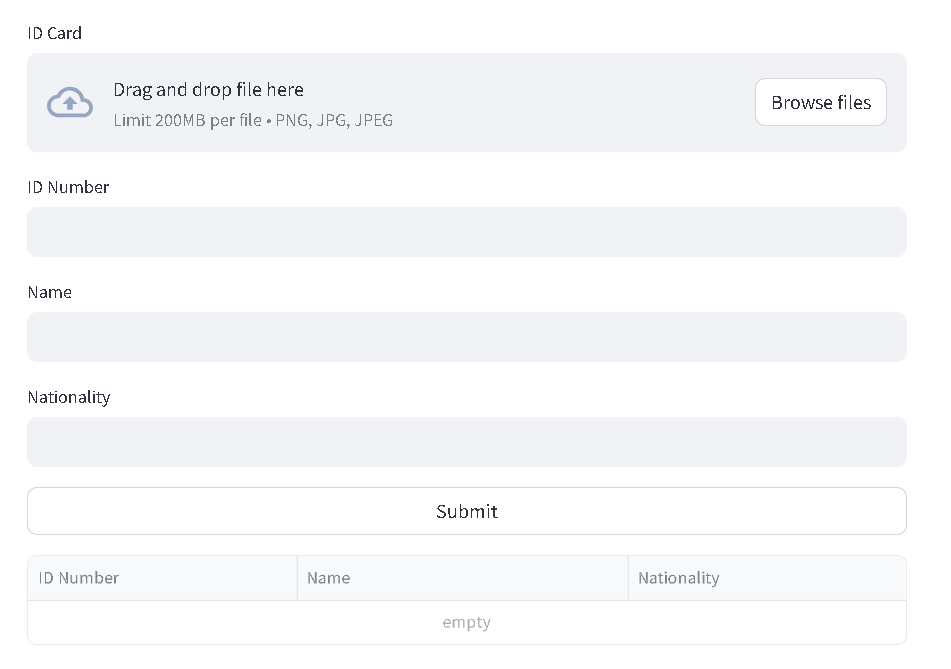 ID Card
Drag and drop file here
Limit 200MB per file • PNG, JPG, JPEG
Browse files
ID Number
Name
Nationality
Submit
ID Number Name Nationality
empty